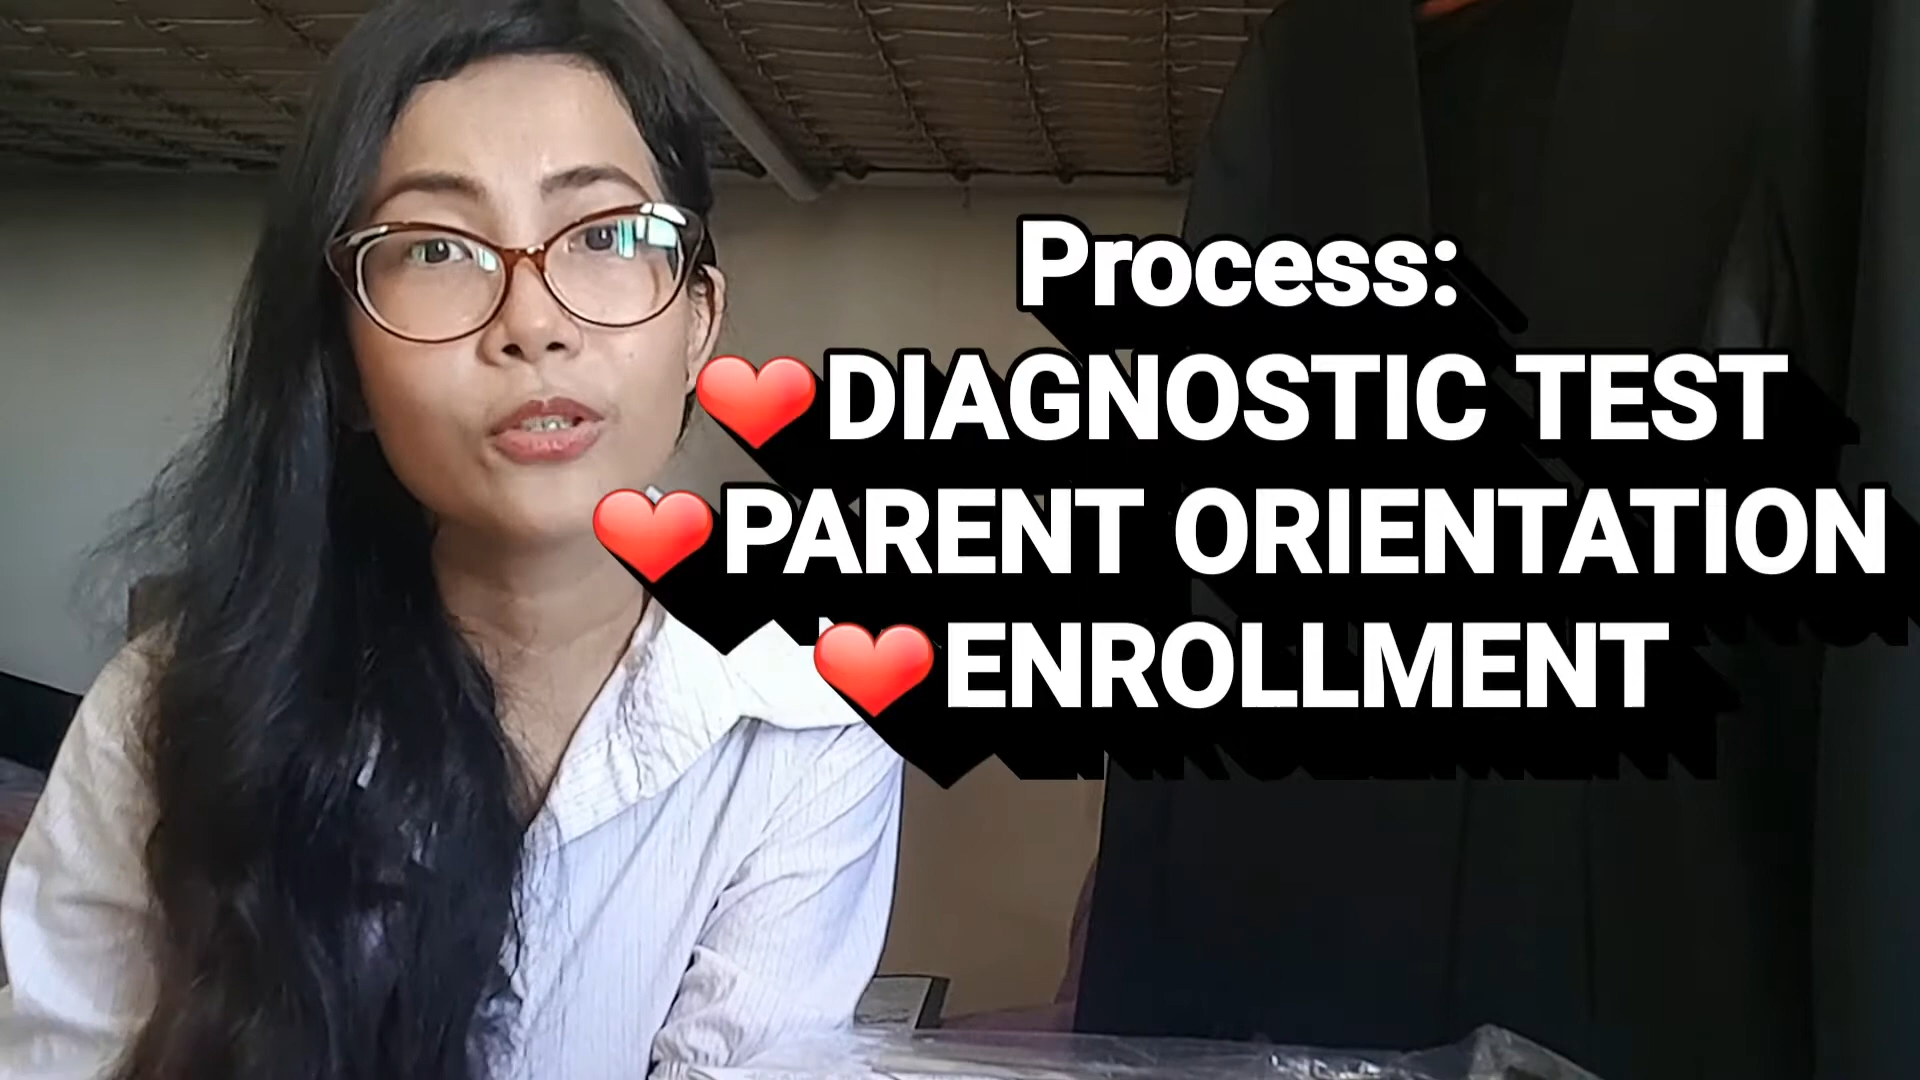 Process:
❤️DIAGNOSTIC TEST
❤️PARENT ORIENTATION
❤️ENROLLMENT